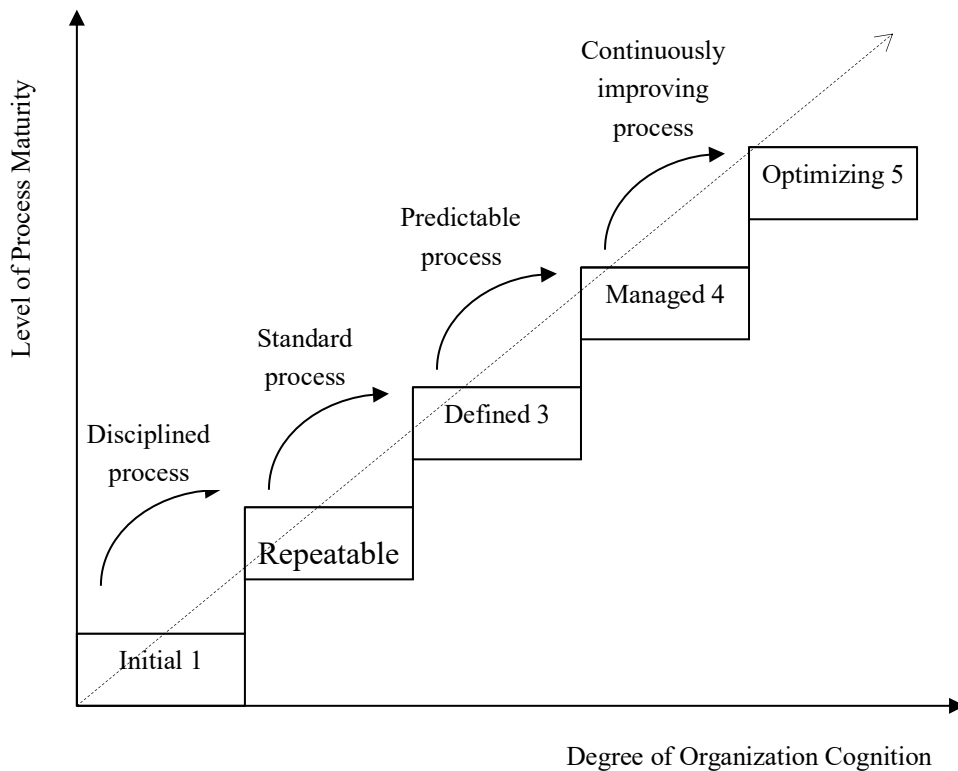 Continuously
improving
process
Level of Process Maturity
Optimizing 5
Predictable
process
Managed 4
Standard
process
Defined 3
Disciplined
process
Repeatable
Initial 1
Degree of Organization Cognition